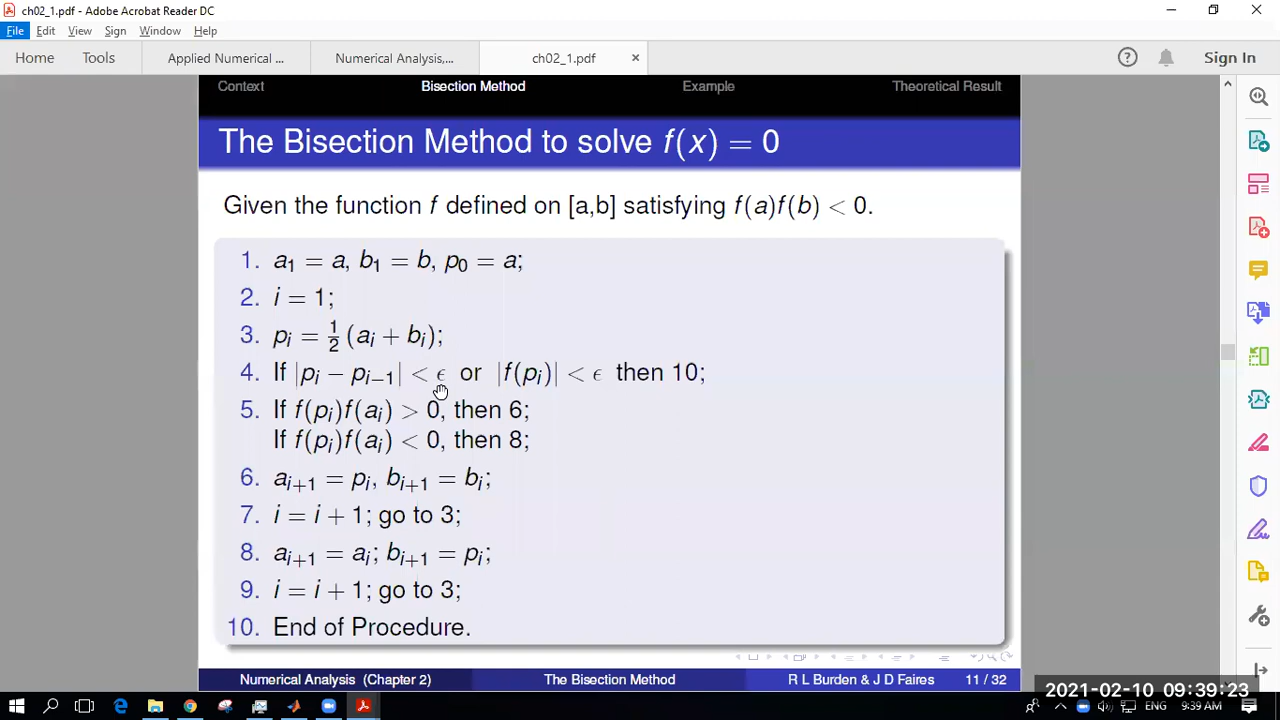 ch02_1.pdf - Adobe Acrobat Reader DC
File Edit View Sign Window Help
Home Tools Applied Numerical ... Numerical Analysis,... ch02_1.pdf Sign In
Context Bisection Method Example Theoretical Result
The Bisection Method to solve f(x) = 0
Given the function f defined on [a,b] satisfying f(a)f(b) < 0.
1. a₁ = a, b₁ = b, p₀ = a;
2. i = 1;
3. pᵢ = ½ (aᵢ + bᵢ);
4. If |pᵢ − pᵢ₋₁| < ϵ or |f(pᵢ)| < ϵ then 10;
5. If f(pᵢ)f(aᵢ) > 0, then 6;
If f(pᵢ)f(aᵢ) < 0, then 8;
6. aᵢ₊₁ = pᵢ, bᵢ₊₁ = bᵢ;
7. i = i + 1; go to 3;
8. aᵢ₊₁ = aᵢ; bᵢ₊₁ = pᵢ;
9. i = i + 1; go to 3;
10. End of Procedure.
Numerical Analysis (Chapter 2) The Bisection Method R L Burden & J D Faires 11 / 32
2021-02-10 09:39:23
ENG 9:39 AM